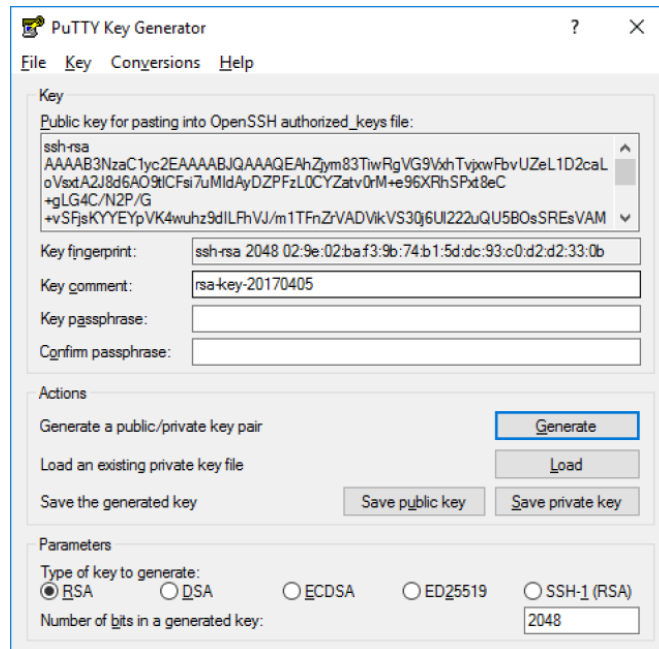 PuTTY Key Generator
?
File Key Conversions Help
Key
Public key for pasting into OpenSSH authorized_keys file:
ssh-rsa
AAAAB3NzaC1yc2EAAAABJQAAAQEAhZjym83TiwRgVG9VxhTvjxwFbvUZeL1D2caL
oVsxtA2J8d6AO9tlCFsi7uMldAyDZPFzL0CYZatv0rM+e96XRhSPxt8eC
+gLG4C/N2P/G
+vSFjsKYYEYpVK4wuhz9dILFhVJ/m1TFnZrVADVikVS30j6Ul222uQU5BOsSREsVAM
Key fingerprint: ssh-rsa 2048 02:9e:02:ba:f3:9b:74:b1:5d:dc:93:c0:d2:d2:33:0b
Key comment: rsa-key-20170405
Key passphrase:
Confirm passphrase:
Actions
Generate a public/private key pair Generate
Load an existing private key file Load
Save the generated key Save public key Save private key
Parameters
Type of key to generate:
RSA DSA ECDSA ED25519 SSH-1 (RSA)
Number of bits in a generated key: 2048